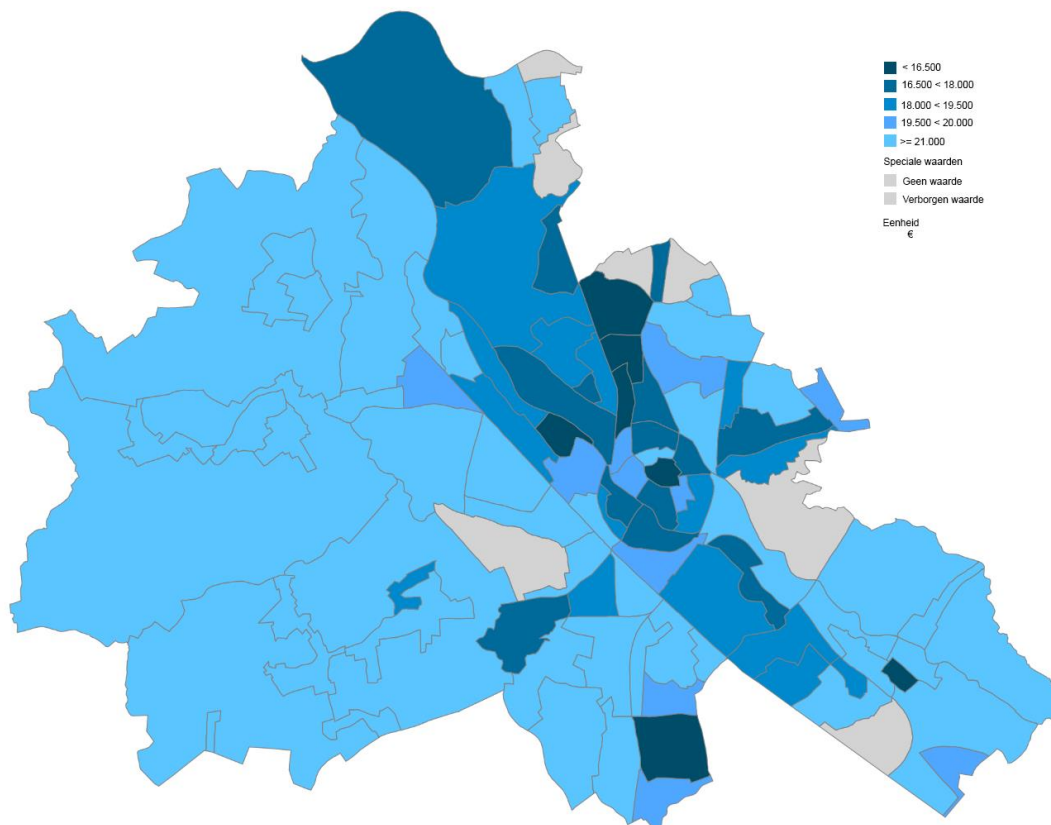 < 16.500
16.500 < 18.000
18.000 < 19.500
19.500 < 20.000
>= 21.000
Speciale waarden
Geen waarde
Verborgen waarde
Eenheid
€